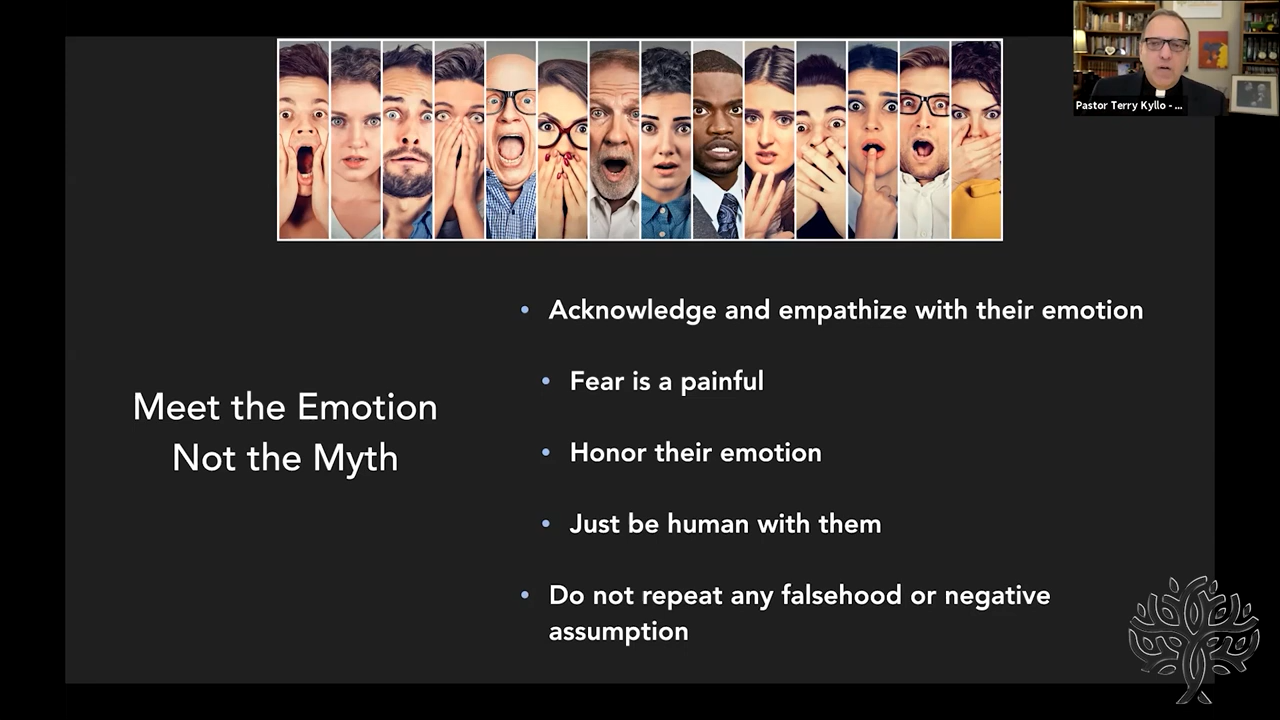 Pastor Terry Kyllo - ...
Meet the Emotion
Not the Myth
• Acknowledge and empathize with their emotion
• Fear is a painful
• Honor their emotion
• Just be human with them
• Do not repeat any falsehood or negative
assumption